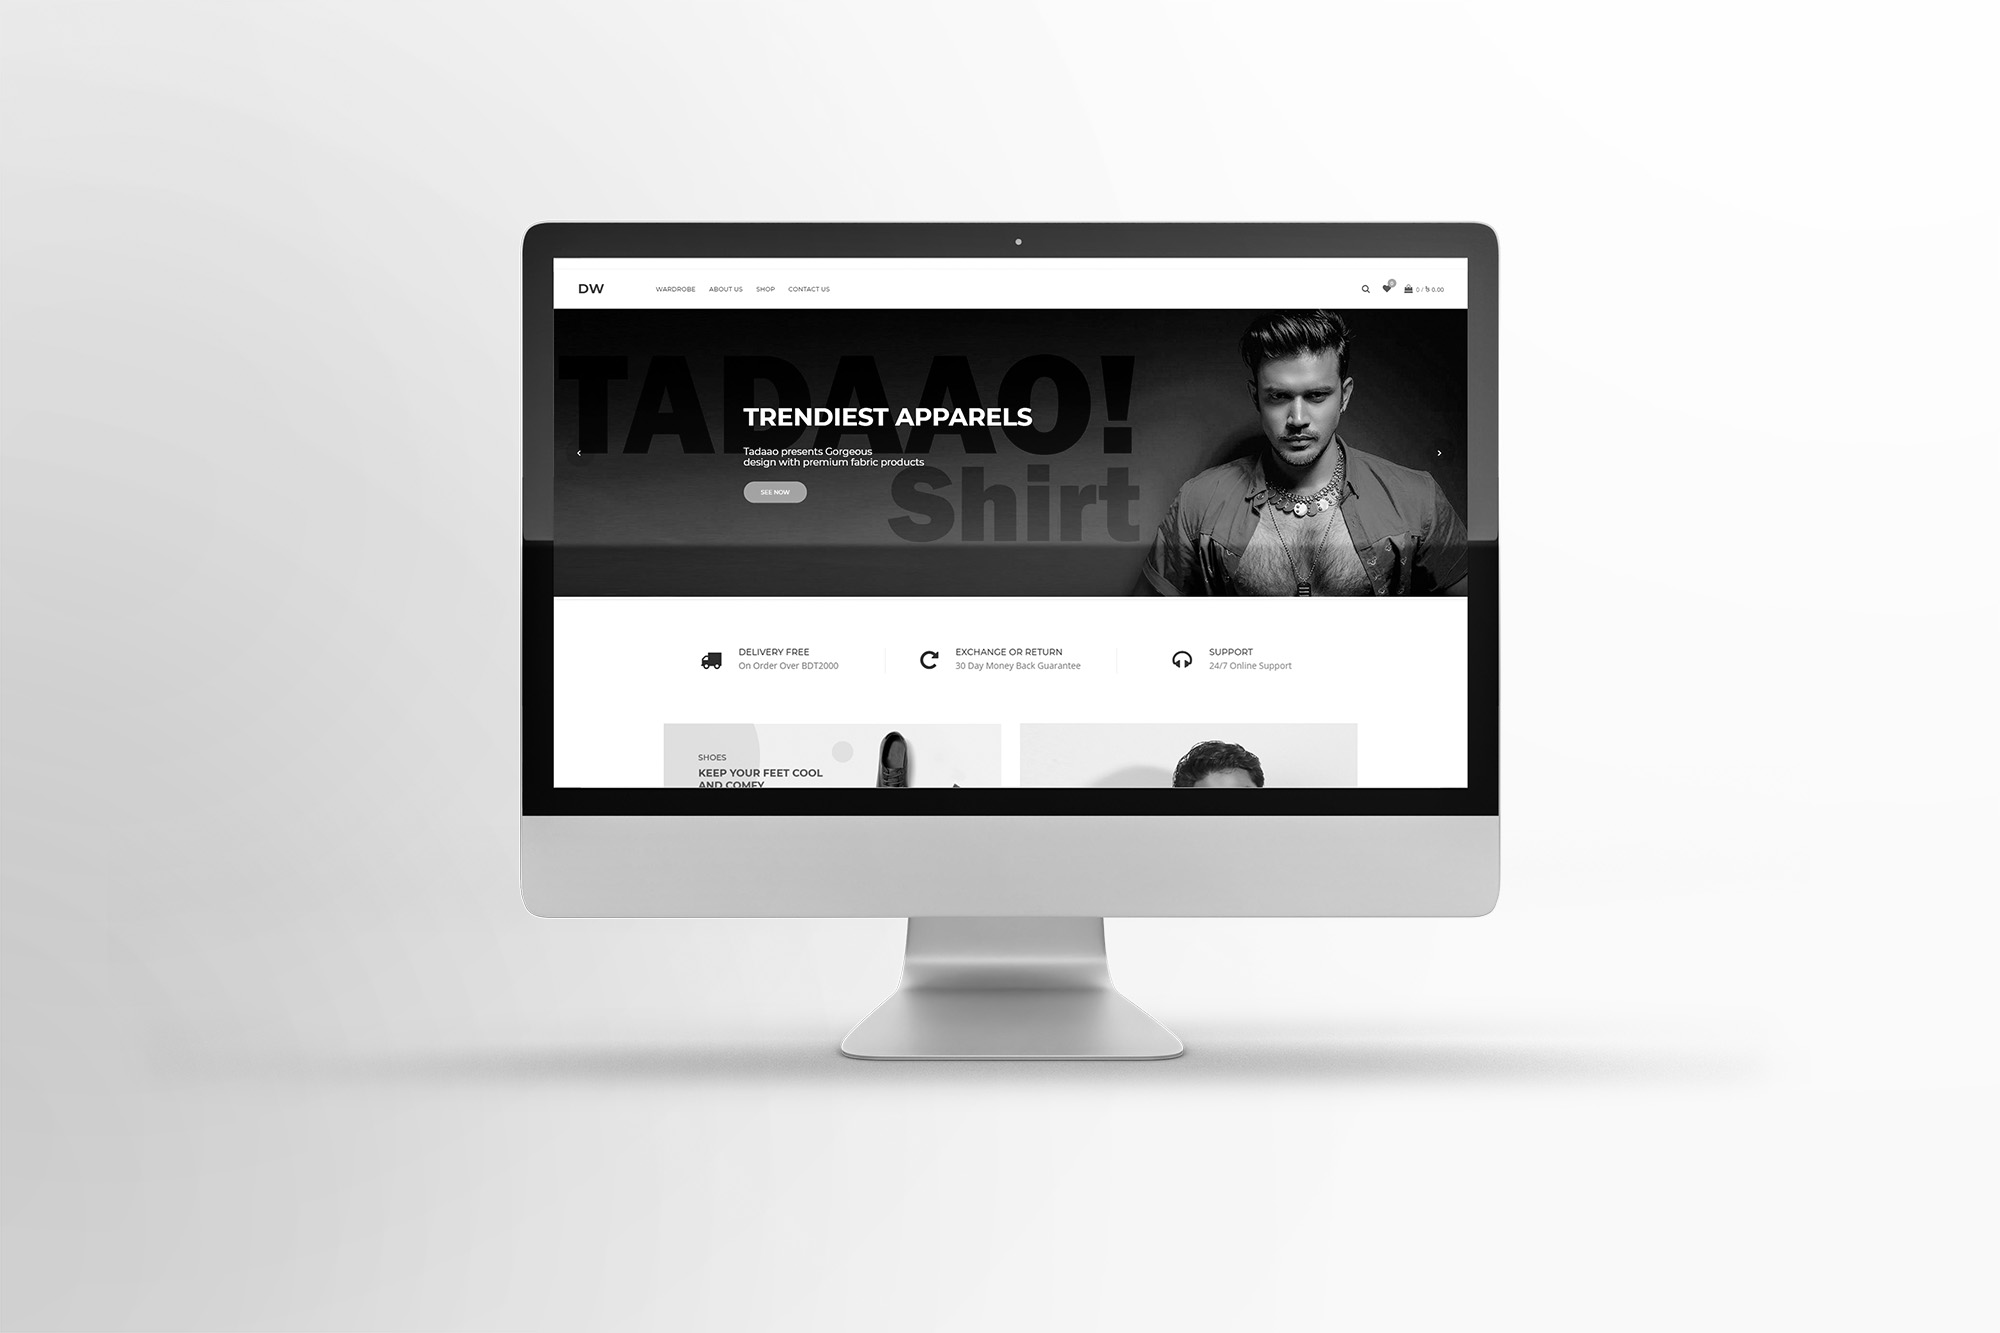 DW
WARDROBE
ABOUT US
SHOP
CONTACT US
0
0 / ৳ 0.00
TADAAO!
Shirt
TRENDIEST APPARELS
Tadaao presents Gorgeous
design with premium fabric products
SEE NOW
DELIVERY FREE
On Order Over BDT2000
EXCHANGE OR RETURN
30 Day Money Back Guarantee
SUPPORT
24/7 Online Support
SHOES
KEEP YOUR FEET COOL
AND COMFY